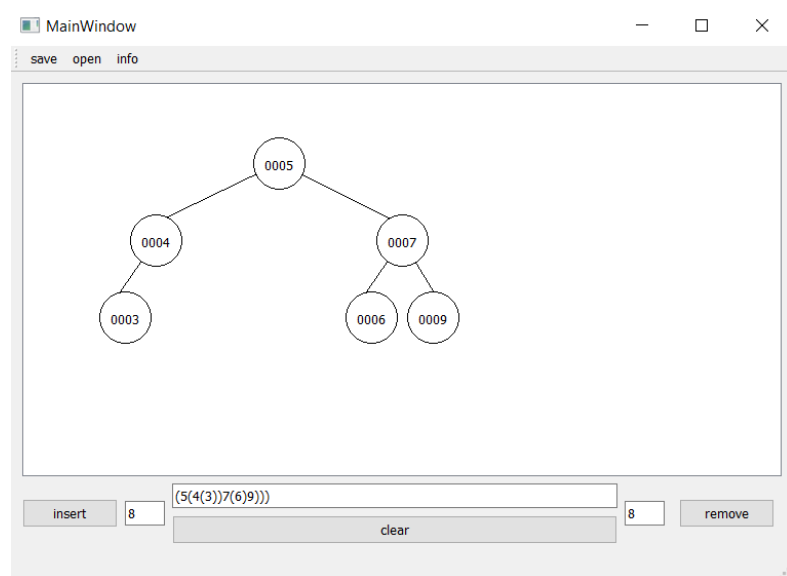 MainWindow
save open info
0005
0004 0007
0003 0006 0009
(5(4(3))7(6)9)))
insert 8 8 remove
clear